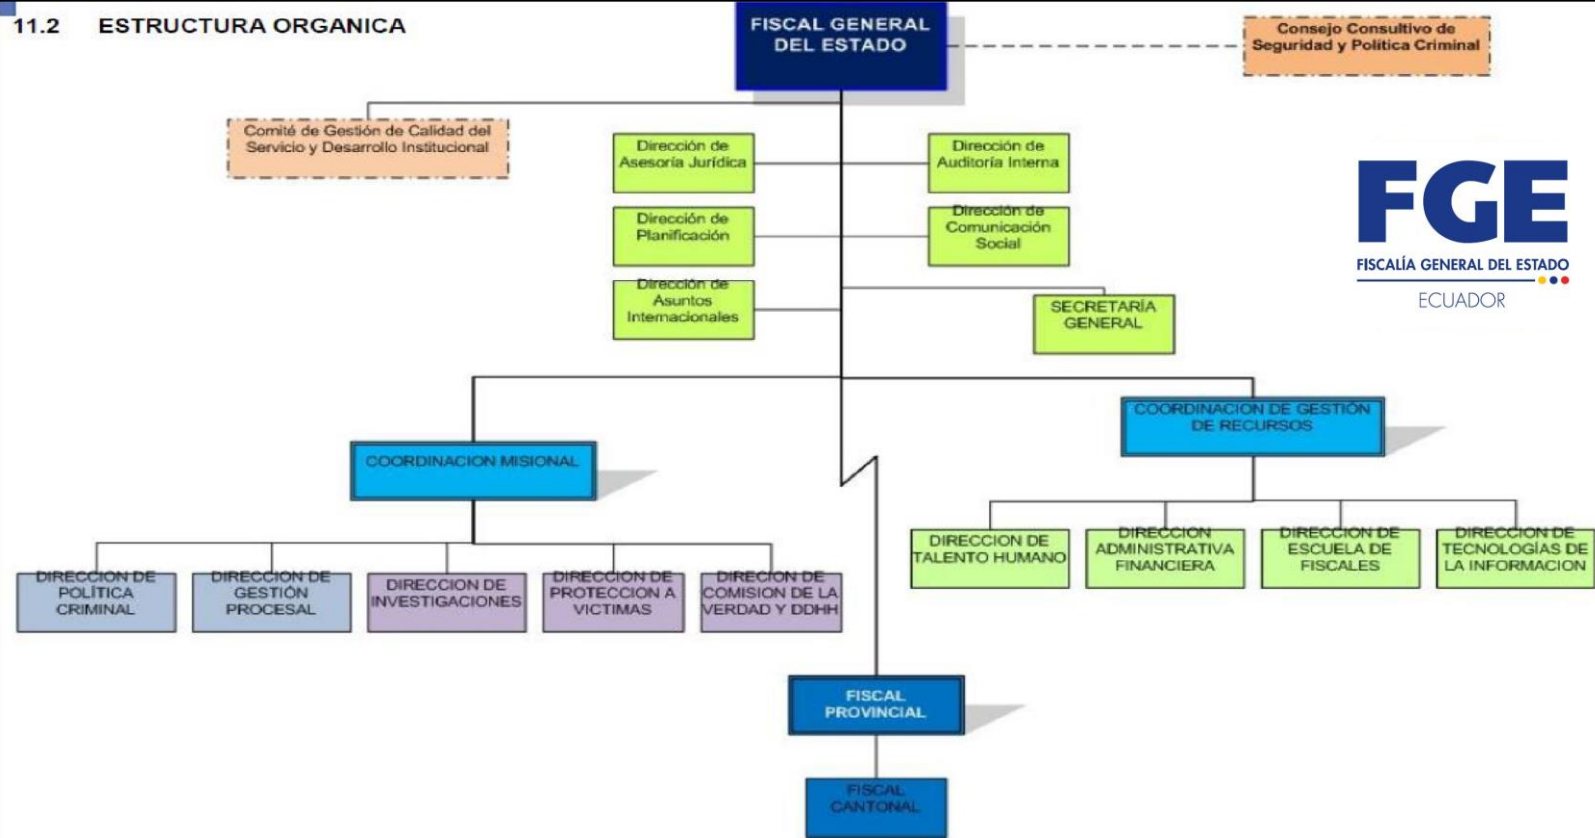 11.2 ESTRUCTURA ORGANICA
FISCAL GENERAL
DEL ESTADO
Consejo Consultivo de
Seguridad y Política Criminal
Comité de Gestión de Calidad del
Servicio y Desarrollo Institucional
Dirección de
Asesoría Jurídica
Dirección de
Auditoría Interna
Dirección de
Planificación
Dirección de
Comunicación
Social
Dirección de
Asuntos
Internacionales
SECRETARÍA
GENERAL
FGE
FISCALÍA GENERAL DEL ESTADO
ECUADOR
COORDINACION MISIONAL
COORDINACION DE GESTIÓN
DE RECURSOS
DIRECCION DE
POLÍTICA
CRIMINAL
DIRECCION DE
GESTIÓN
PROCESAL
DIRECCION DE
INVESTIGACIONES
DIRECCION DE
PROTECCION A
VICTIMAS
DIRECION DE
COMISION DE LA
VERDAD Y DDHH
DIRECCION DE
TALENTO HUMANO
DIRECCION
ADMINISTRATIVA
FINANCIERA
DIRECCION DE
ESCUELA DE
FISCALES
DIRECCION DE
TECNOLOGÍAS DE
LA INFORMACION
FISCAL
PROVINCIAL
FISCAL
CANTONAL